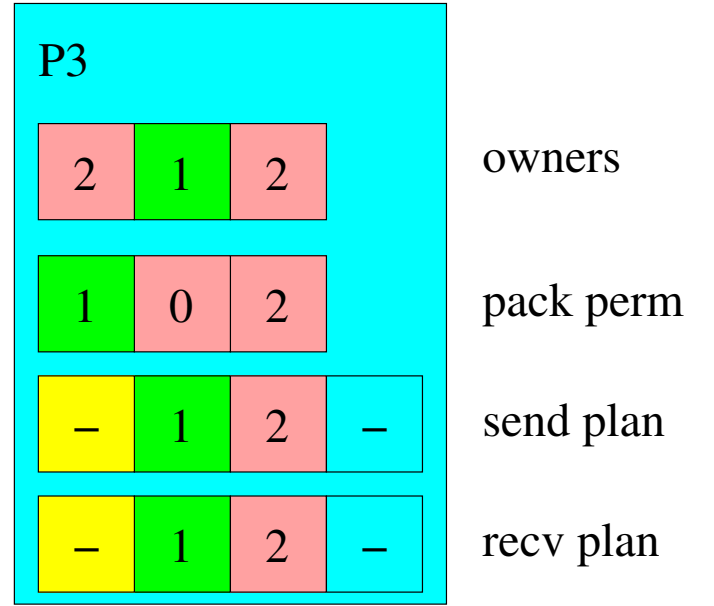 P3
2 1 2 owners
1 0 2 pack perm
– 1 2 – send plan
– 1 2 – recv plan